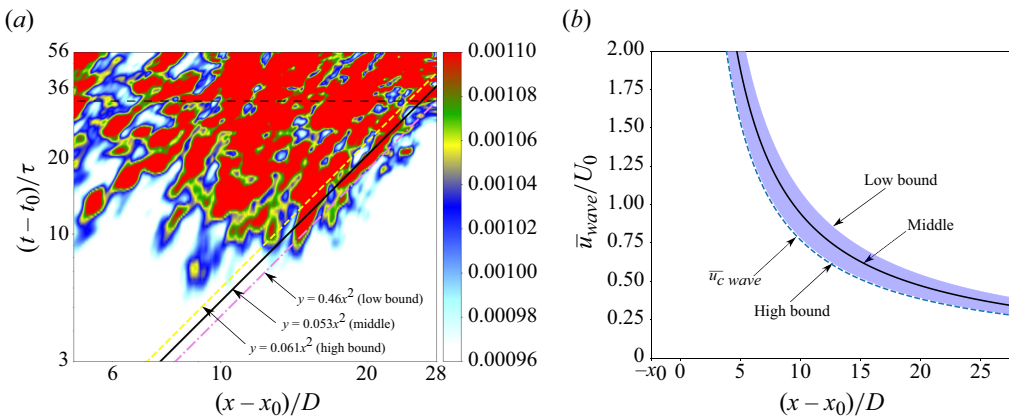 (a)
56
36
20
10
3
(t − t0)/τ
6
10
20
28
(x − x0)/D
y = 0.46x² (low bound)
y = 0.053x² (middle)
y = 0.061x² (high bound)
0.00110
0.00108
0.00106
0.00104
0.00102
0.00100
0.00098
0.00096
(b)
2.00
1.75
1.50
1.25
1.00
0.75
0.50
0.25
0
u̅wave/U0
Low bound
Middle
u̅c wave
High bound
−x0 0 5 10 15 20 25
(x − x0)/D